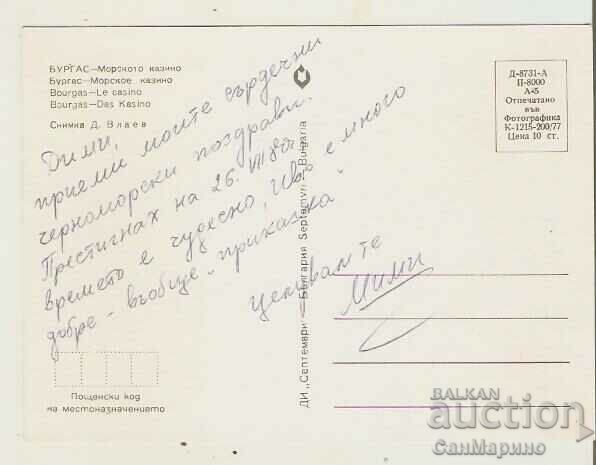 БУРГАС—Морското казино
Бургас—Морское казино
Bourgas—Le casino
Bourgas—Das Kasino
Снимка Д. Влаев
Дими,
приеми моите сърдечни
черноморски поздрави.
Пристигнах на 26. VII
времето е чудесно, е много
добре - въобще - "приказка".
Целувам те
Мими
ДИ „Септември" България Septemvri Bulgaria
Д-8731-А
П-8000
А-5
Отпечатано
във
Фотографика
К-1215-200/77
Цена 10 ст.
Пощенски код
на местоназначението
BALKAN
auction
СанМарино